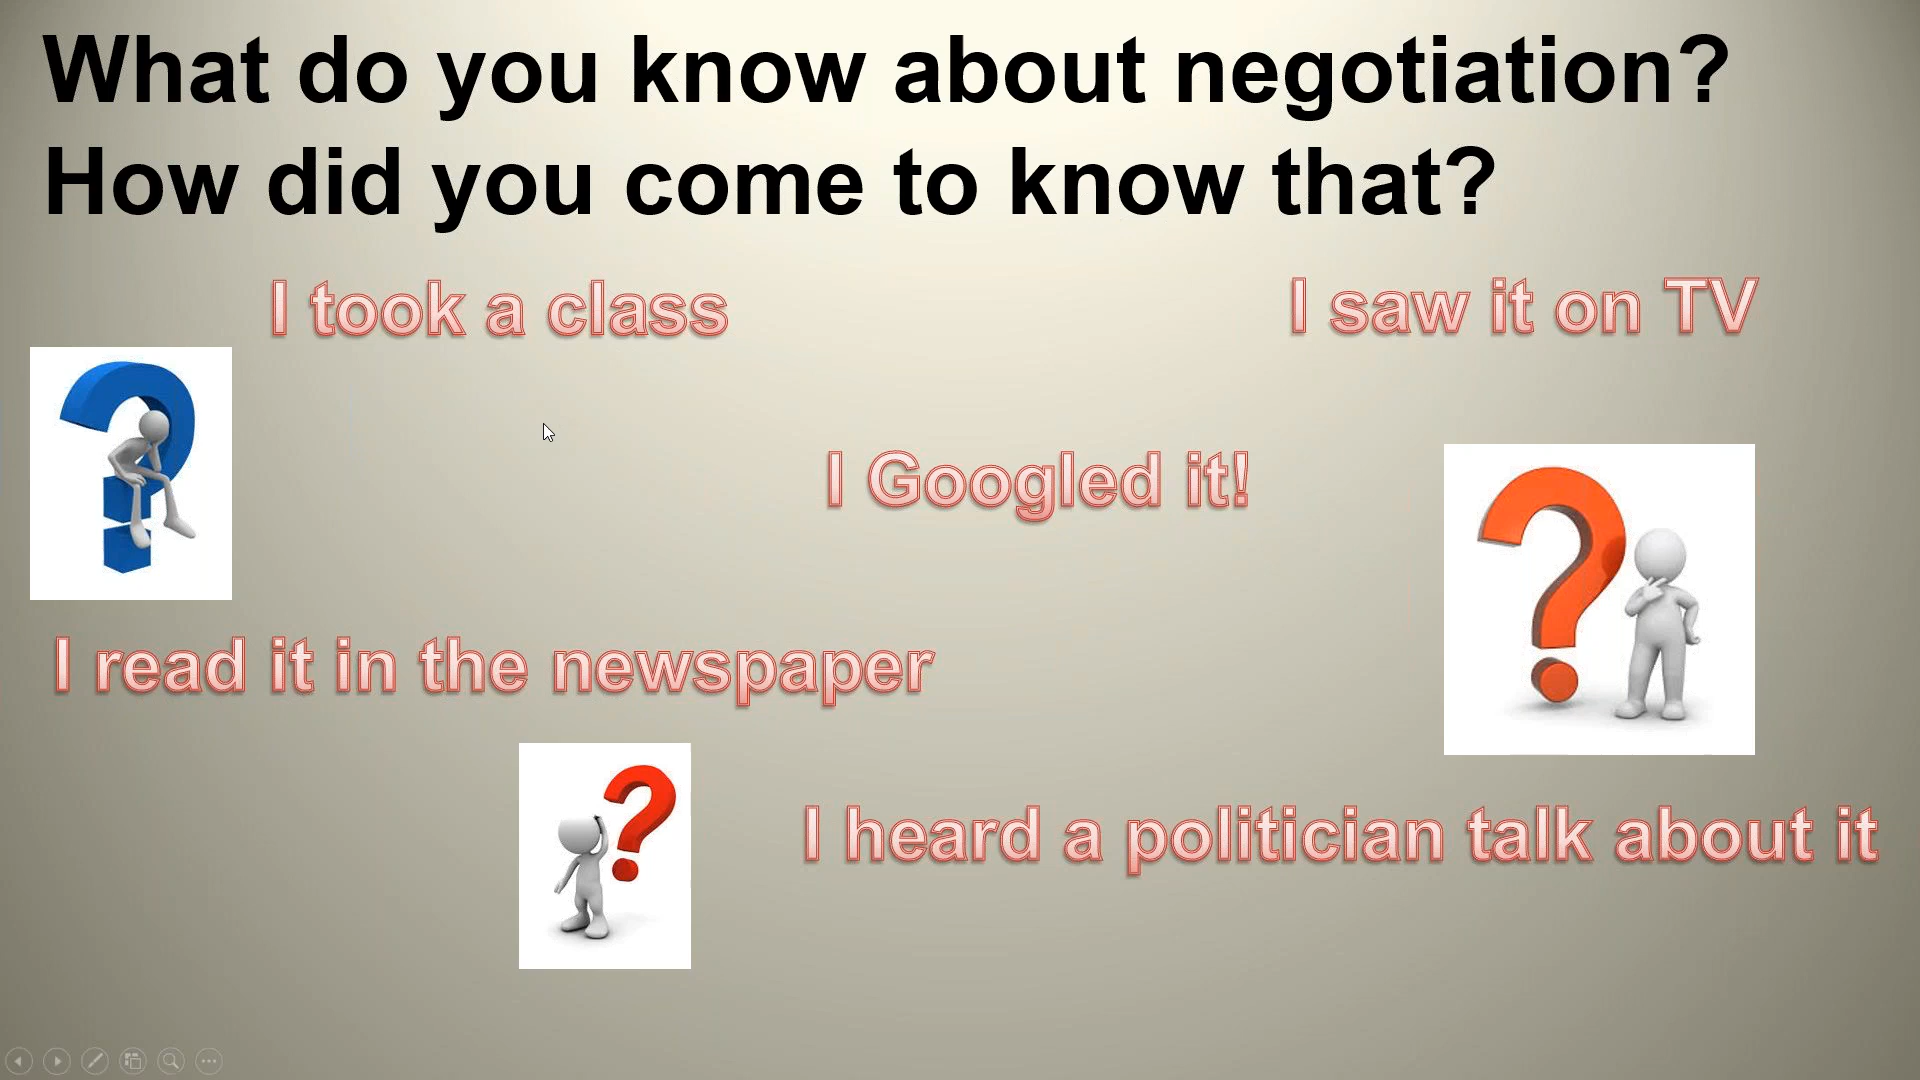 What do you know about negotiation?
How did you come to know that?
I took a class
I saw it on TV
I Googled it!
I read it in the newspaper
I heard a politician talk about it